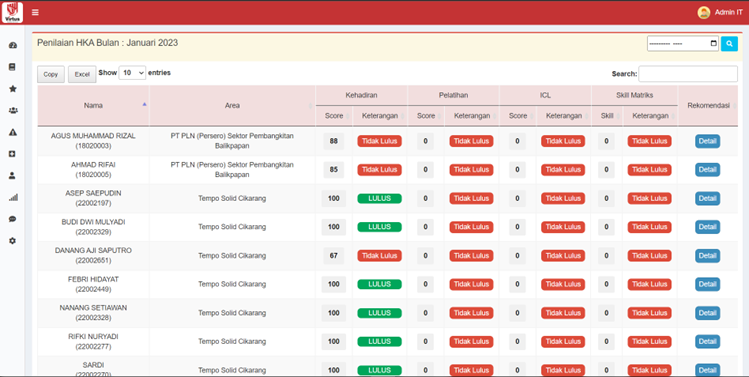 Virtus
Admin IT
Penilaian HKA Bulan : Januari 2023
--------- ----
Copy Excel Show 10 entries Search:
Nama Area Kehadiran Pelatihan ICL Skill Matriks Rekomendasi
Score Keterangan Score Keterangan Score Keterangan Skill Keterangan
AGUS MUHAMMAD RIZAL PT PLN (Persero) Sektor Pembangkitan 88 Tidak Lulus 0 Tidak Lulus 0 Tidak Lulus 0 Tidak Lulus Detail
(18020003) Balikpapan
AHMAD RIFAI PT PLN (Persero) Sektor Pembangkitan 85 Tidak Lulus 0 Tidak Lulus 0 Tidak Lulus 0 Tidak Lulus Detail
(18020005) Balikpapan
ASEP SAEPUDIN Tempo Solid Cikarang 100 LULUS 0 Tidak Lulus 0 Tidak Lulus 0 Tidak Lulus Detail
(22002197)
BUDI DWI MULYADI Tempo Solid Cikarang 100 LULUS 0 Tidak Lulus 0 Tidak Lulus 0 Tidak Lulus Detail
(22002329)
DANANG AJI SAPUTRO Tempo Solid Cikarang 67 Tidak Lulus 0 Tidak Lulus 0 Tidak Lulus 0 Tidak Lulus Detail
(22002651)
FEBRI HIDAYAT Tempo Solid Cikarang 100 LULUS 0 Tidak Lulus 0 Tidak Lulus 0 Tidak Lulus Detail
(22002449)
NANANG SETIAWAN Tempo Solid Cikarang 100 LULUS 0 Tidak Lulus 0 Tidak Lulus 0 Tidak Lulus Detail
(22002328)
RIFKI NURYADI Tempo Solid Cikarang 100 LULUS 0 Tidak Lulus 0 Tidak Lulus 0 Tidak Lulus Detail
(22002277)
SARDI Tempo Solid Cikarang 100 LULUS 0 Tidak Lulus 0 Tidak Lulus 0 Tidak Lulus Detail
(22002270)